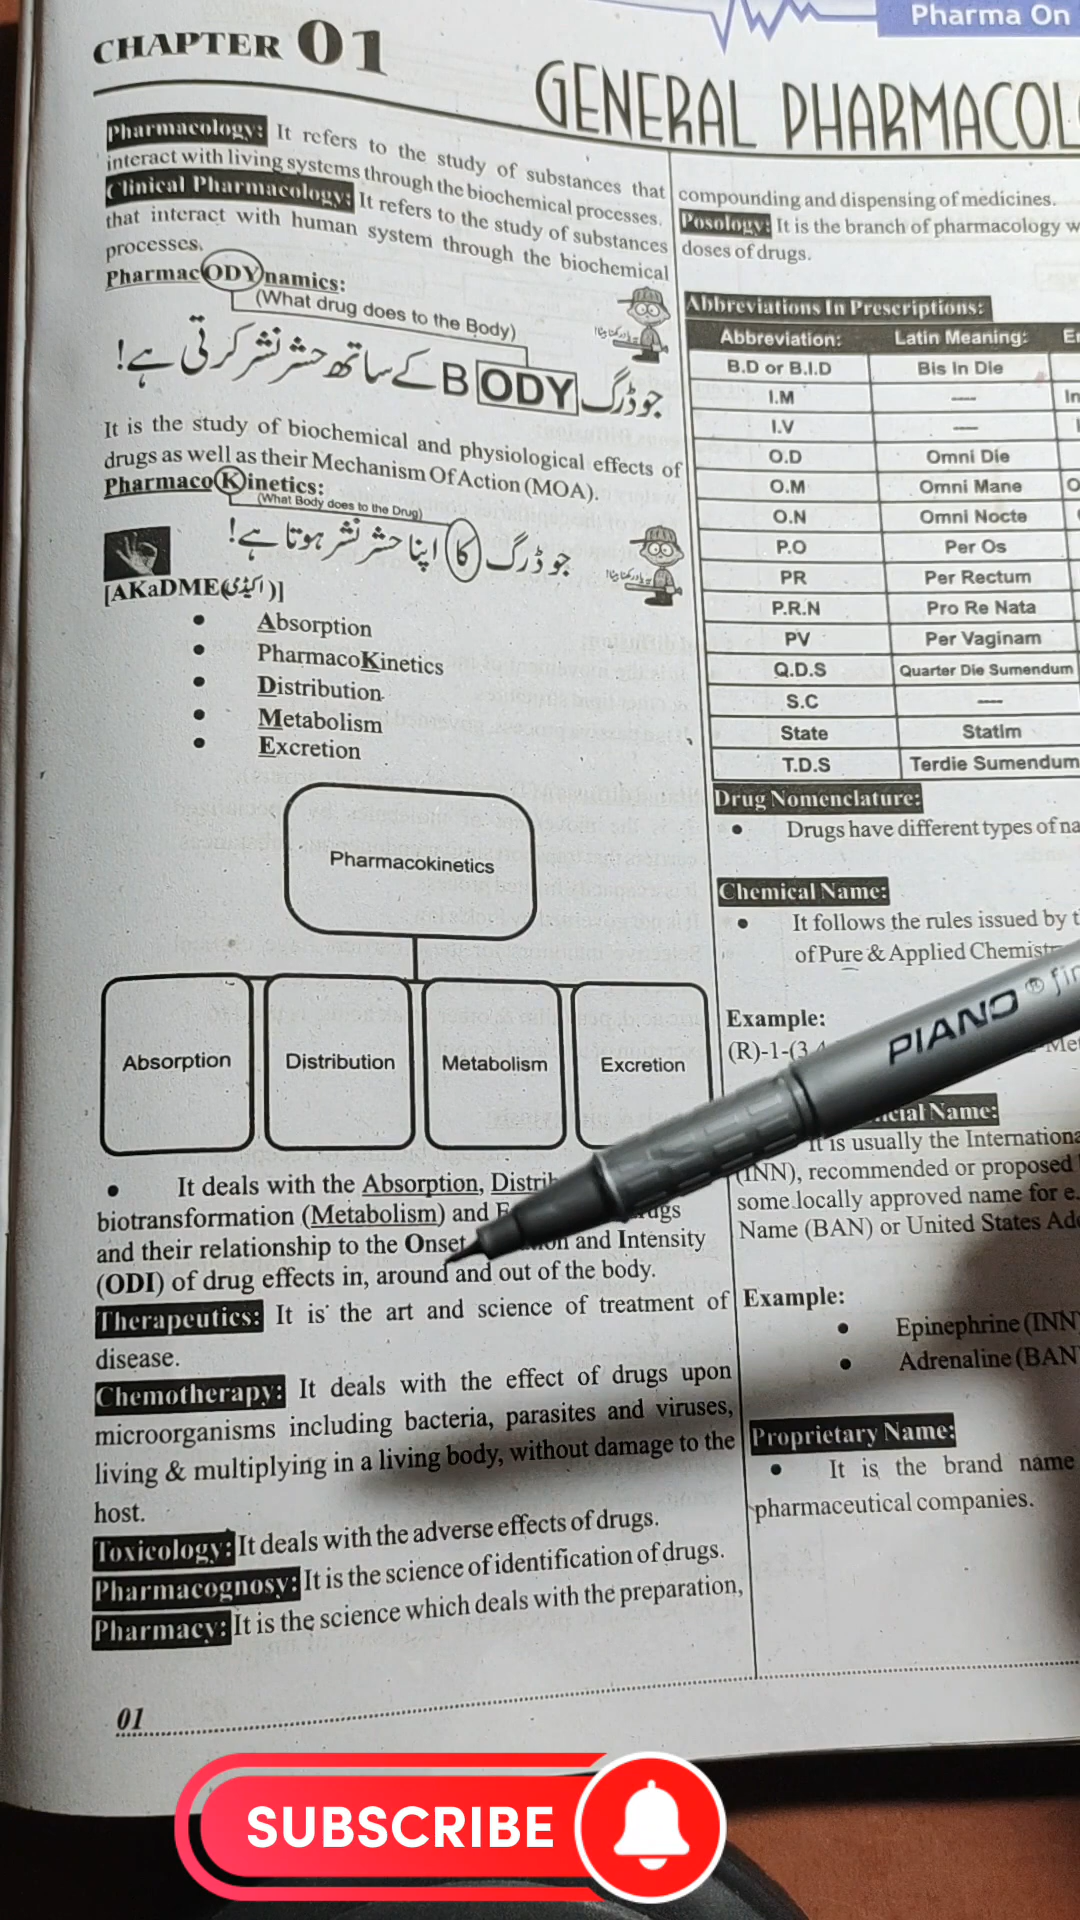 Pharma On
CHAPTER 01
GENERAL PHARMACOL
Pharmacology: It refers to the study of substances that
interact with living systems through the biochemical processes.
Clinical Pharmacology: It refers to the study of substances
that interact with human system through the biochemical
processes.
PharmacODYnamics:
(What drug does to the Body)
جو ڈرگ BODY کے ساتھ حشر نشر کرتی ہے!
It is the study of biochemical and physiological effects of
drugs as well as their Mechanism Of Action (MOA).
PharmacoKinetics:
(What Body does to the Drug)
جو ڈرگ کا اپنا حشر نشر ہوتا ہے!
[AKaDME(اکیڈمی)]
• Absorption
• PharmacoKinetics
• Distribution
• Metabolism
• Excretion
Pharmacokinetics
Absorption Distribution Metabolism Excretion
• It deals with the Absorption, Distrib
biotransformation (Metabolism) and E
and their relationship to the Onset and Intensity
(ODI) of drug effects in, around and out of the body.
Therapeutics: It is the art and science of treatment of
disease.
Chemotherapy: It deals with the effect of drugs upon
microorganisms including bacteria, parasites and viruses,
living & multiplying in a living body, without damage to the
host.
Toxicology: It deals with the adverse effects of drugs.
Pharmacognosy: It is the science of identification of drugs.
Pharmacy: It is the science which deals with the preparation,
compounding and dispensing of medicines.
Posology: It is the branch of pharmacology w
doses of drugs.
Abbreviations In Prescriptions:
Abbreviation: Latin Meaning: E
B.D or B.I.D Bis In Die
I.M — In
I.V —
O.D Omni Die
O.M Omni Mane O
O.N Omni Nocte
P.O Per Os
PR Per Rectum
P.R.N Pro Re Nata
PV Per Vaginam
Q.D.S Quarter Die Sumendum
S.C —
State Statim
T.D.S Terdie Sumendum
Drug Nomenclature:
• Drugs have different types of na
Chemical Name:
• It follows the rules issued by t
of Pure & Applied Chemist
Example:
(R)-1-(3,4
PIANO ® fin
cial Name:
It is usually the Internationa
(INN), recommended or proposed
some locally approved name for e.
Name (BAN) or United States Ad
Example:
• Epinephrine (INN
• Adrenaline (BAN
Proprietary Name:
• It is the brand name
pharmaceutical companies.
01
SUBSCRIBE